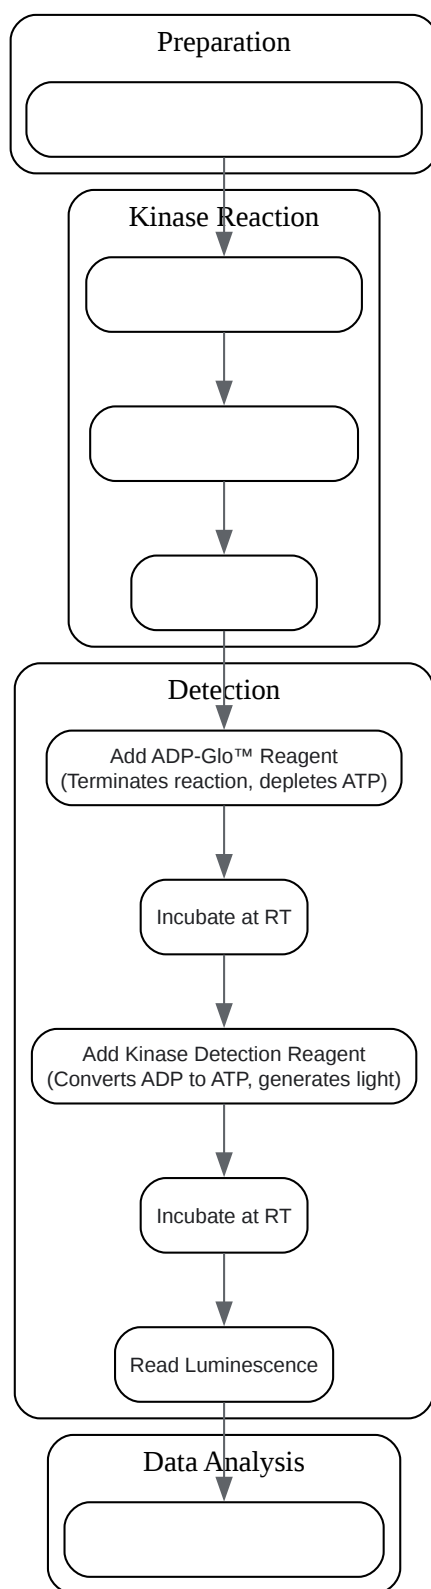 Preparation
Kinase Reaction
Detection
Add ADP-Glo™ Reagent
(Terminates reaction, depletes ATP)
Incubate at RT
Add Kinase Detection Reagent
(Converts ADP to ATP, generates light)
Incubate at RT
Read Luminescence
Data Analysis